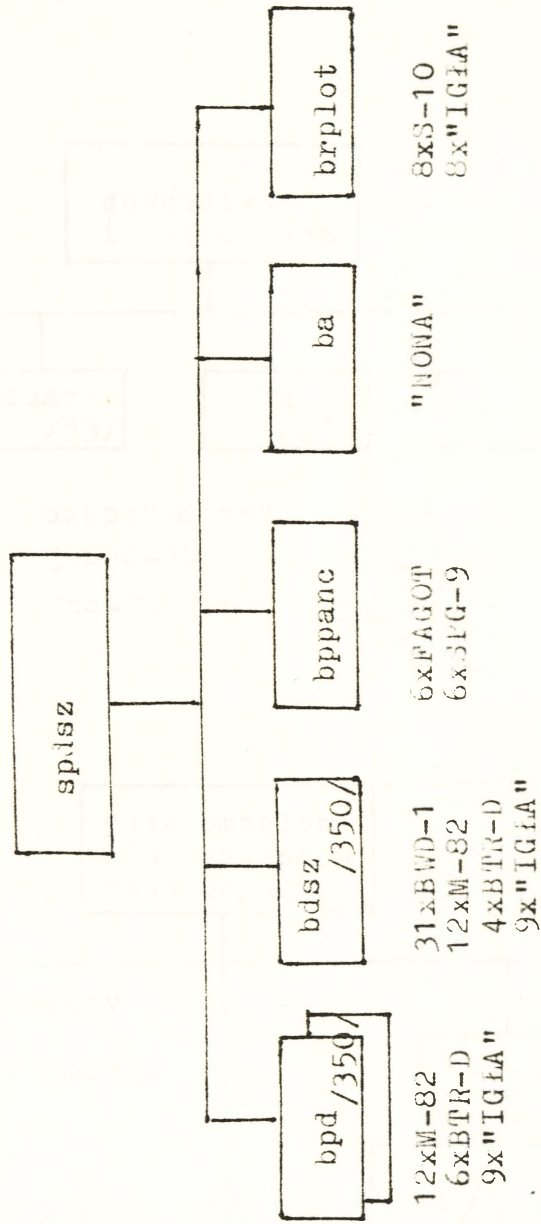 spdsz
bpd
/350/
12xM-82
6xBTR-D
9x"IGŁA"
bdsz
/350/
31xBWD-1
12xM-82
4xBTR-D
9x"IGŁA"
bppanc
6xFAGOT
6xSPG-9
ba
"NONA"
brplot
8xS-10
8x"IGŁA"
/53/